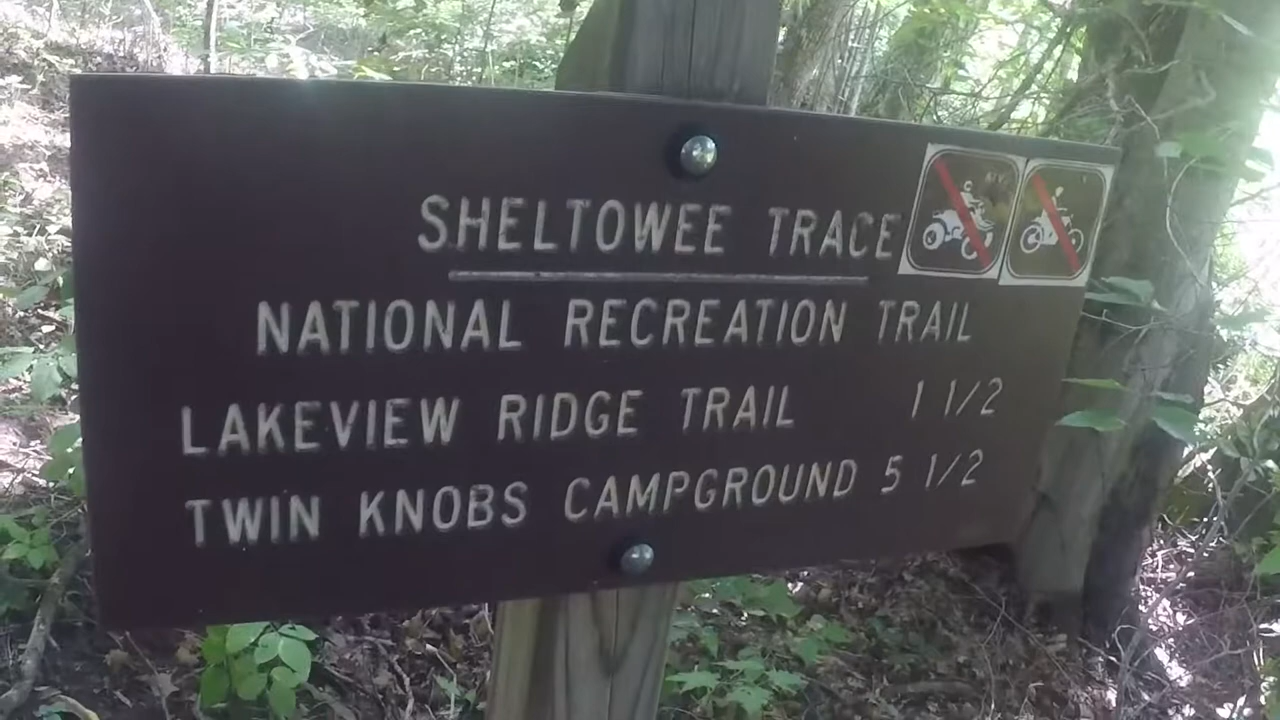 SHELTOWEE TRACE
NATIONAL RECREATION TRAIL
LAKEVIEW RIDGE TRAIL 1 1/2
TWIN KNOBS CAMPGROUND 5 1/2